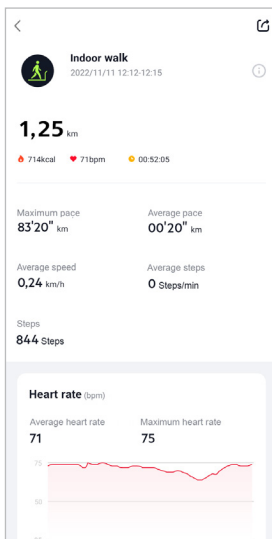 Indoor walk
2022/11/11 12:12-12:15
1,25 km
714kcal 71bpm 00:52:05
Maximum pace Average pace
83'20" km 00'20" km
Average speed Average steps
0,24 km/h 0 Steps/min
Steps
844 Steps
Heart rate (bpm)
Average heart rate Maximum heart rate
71 75
75
50